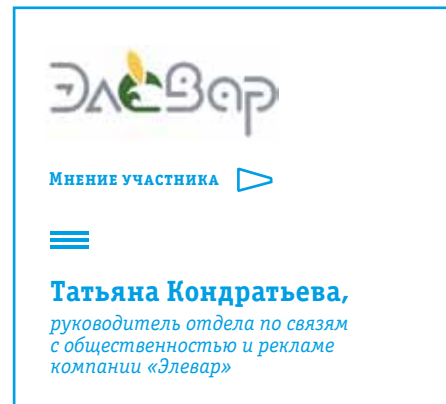 ЭлеВар
Мнение участника
Татьяна Кондратьева,
руководитель отдела по связям
с общественностью и рекламе
компании «Элевар»